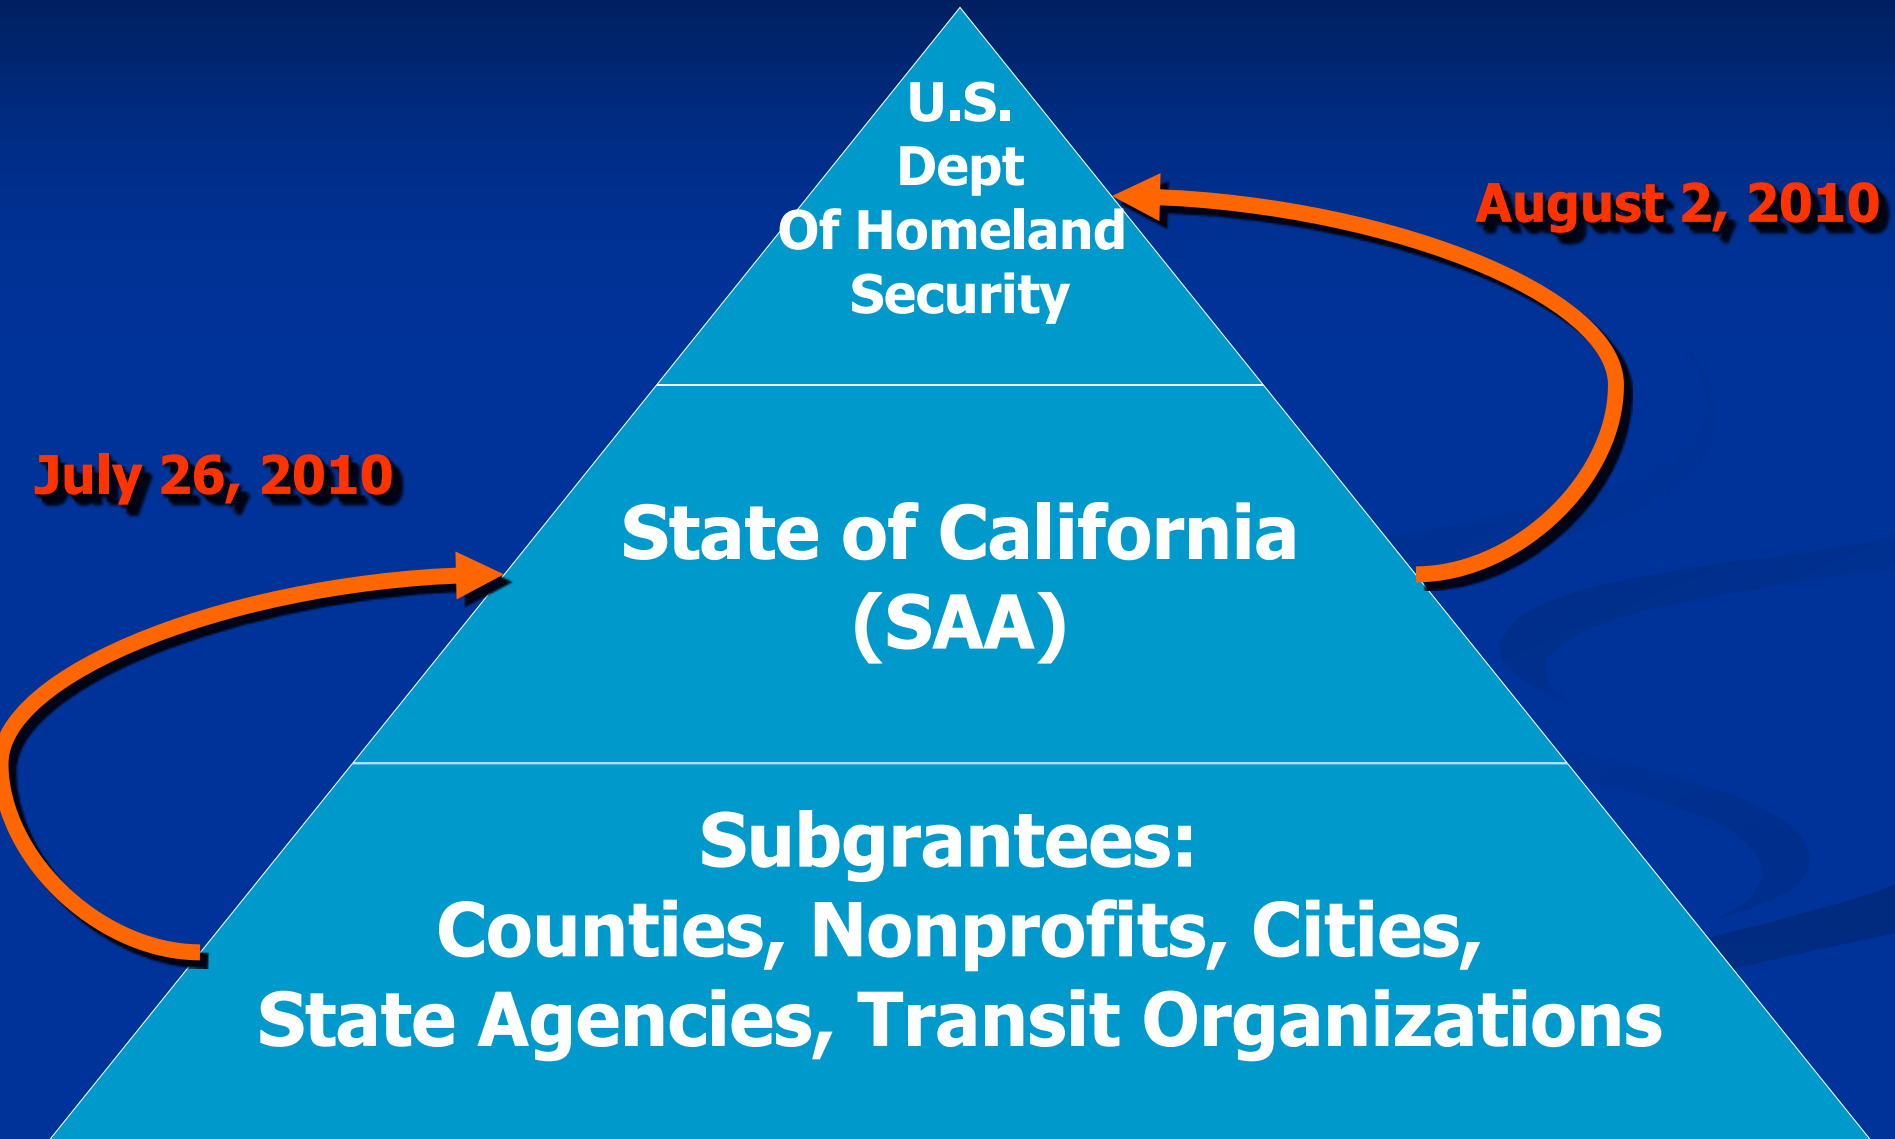 U.S.
Dept
Of Homeland
Security
August 2, 2010
July 26, 2010
State of California
(SAA)
Subgrantees:
Counties, Nonprofits, Cities,
State Agencies, Transit Organizations